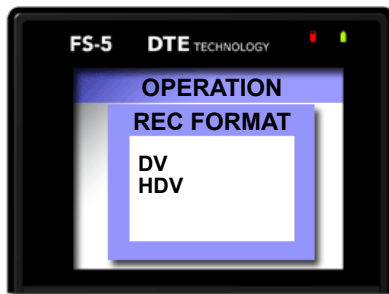 FS-5 DTE TECHNOLOGY
OPERATION
REC FORMAT
DV
HDV